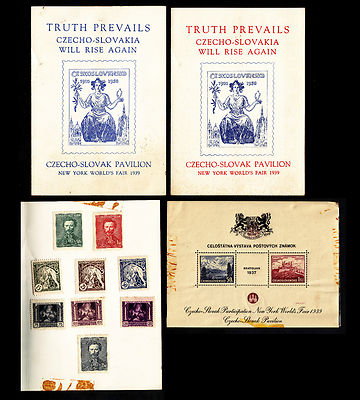 TRUTH PREVAILS
CZECHO-SLOVAKIA
WILL RISE AGAIN
ČESKOSLOVENSKO
1918 1938
CZECHO-SLOVAK PAVILION
NEW YORK WORLD'S FAIR 1939
TRUTH PREVAILS
CZECHO-SLOVAKIA
WILL RISE AGAIN
ČESKOSLOVENSKO
1918 1938
CZECHO-SLOVAK PAVILION
NEW YORK WORLD'S FAIR 1939
CELOŠTÁTNA VÝSTAVA POŠTOVÝCH ZNÁMOK
BRATISLAVA
1937
Czecho-Slovak Participation New York World's Fair 1939
Czecho-Slovak Pavilion